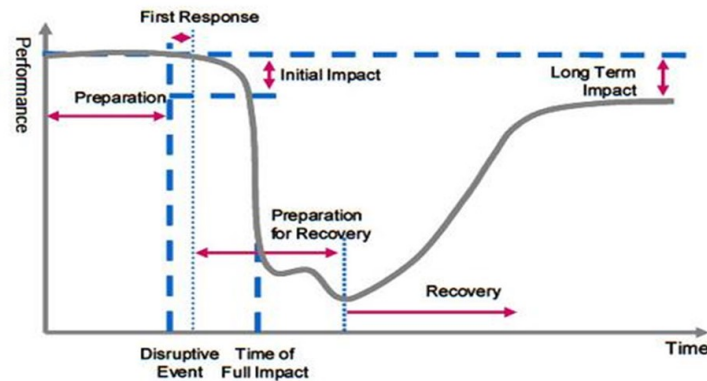 First Response
Performance
Initial Impact
Long Term
Impact
Preparation
Preparation
for Recovery
Recovery
Time
Disruptive
Event
Time of
Full Impact